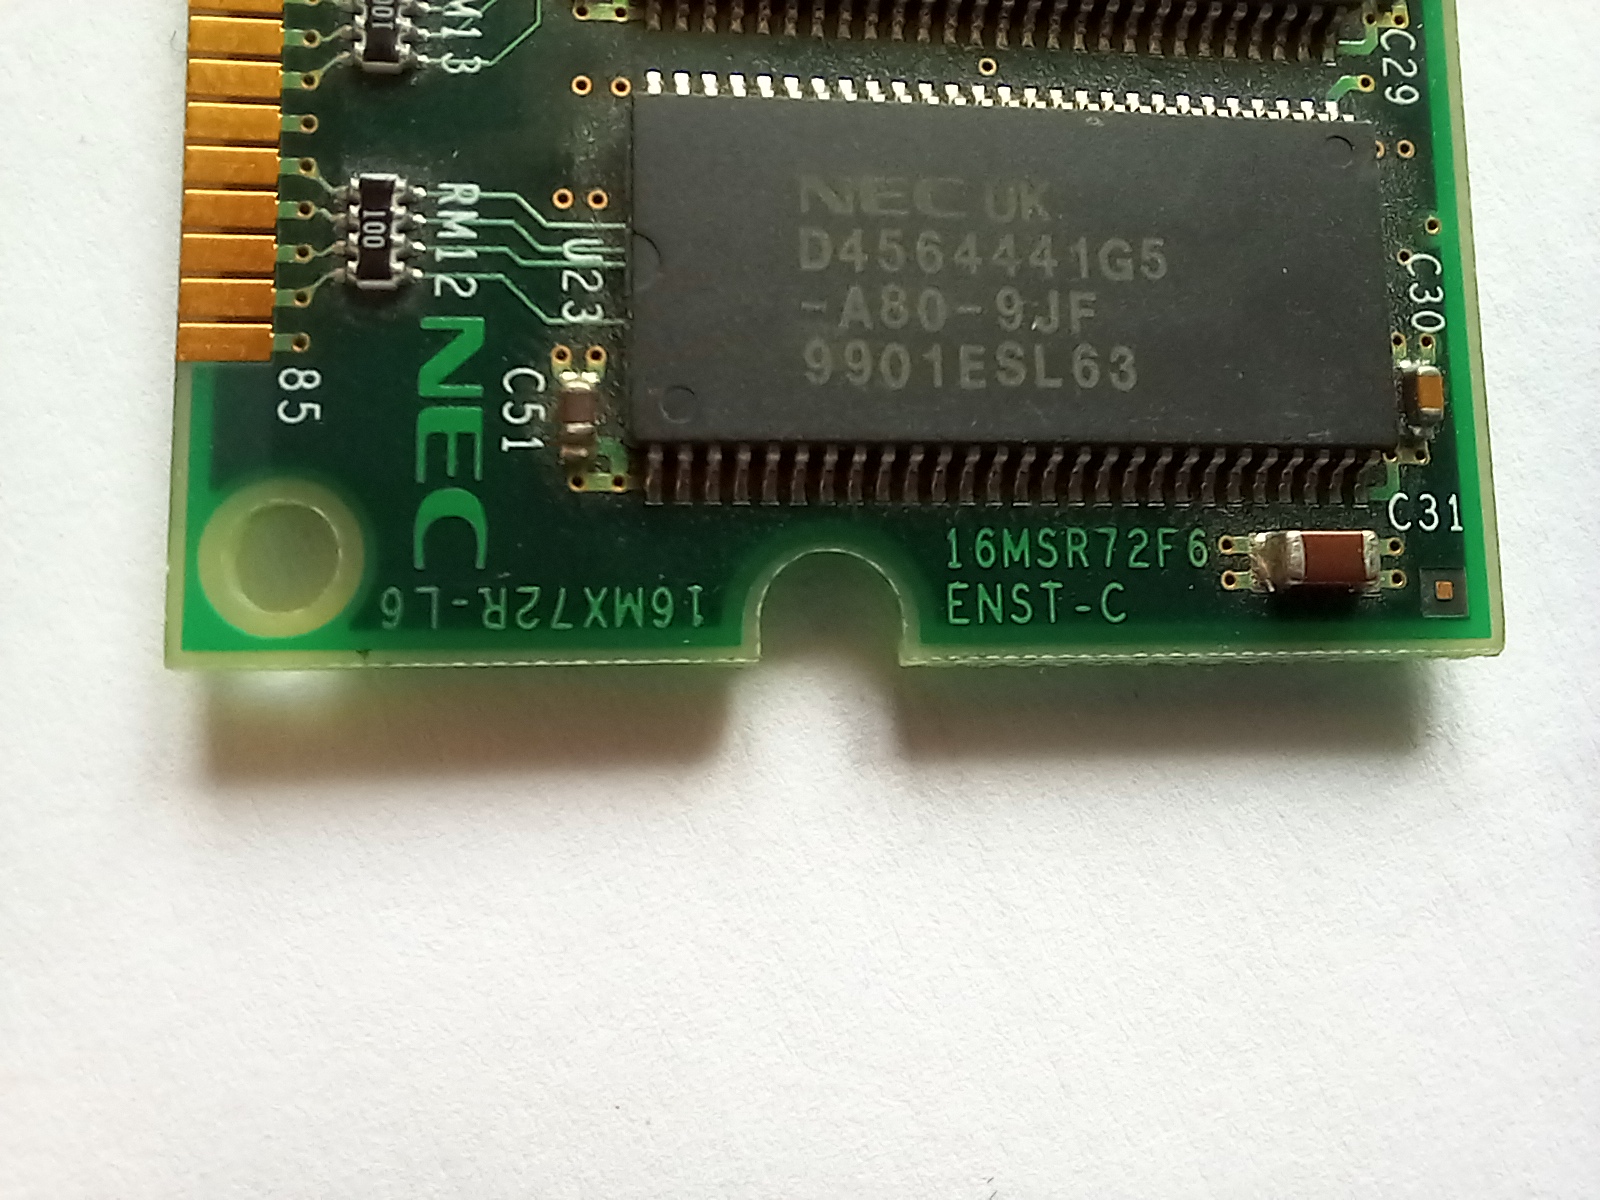 M13
C29
100
RM12
U23
NEC UK
D4564441G5
-A80-9JF
9901ESL63
C30
85
NEC
C51
C31
16MSR72F6
ENST-C
16MX72R-L6